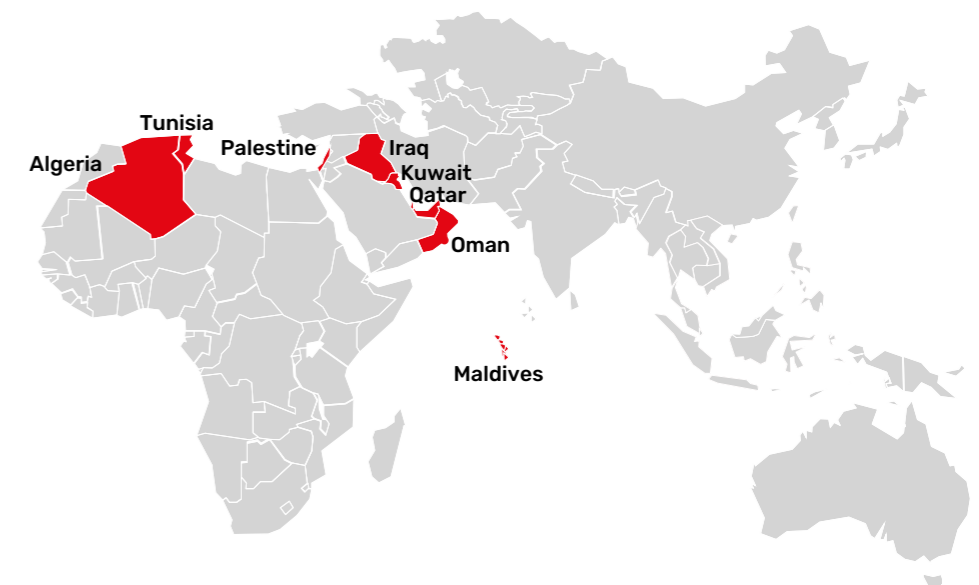 Tunisia
Palestine
Iraq
Algeria
Kuwait
Qatar
Oman
Maldives